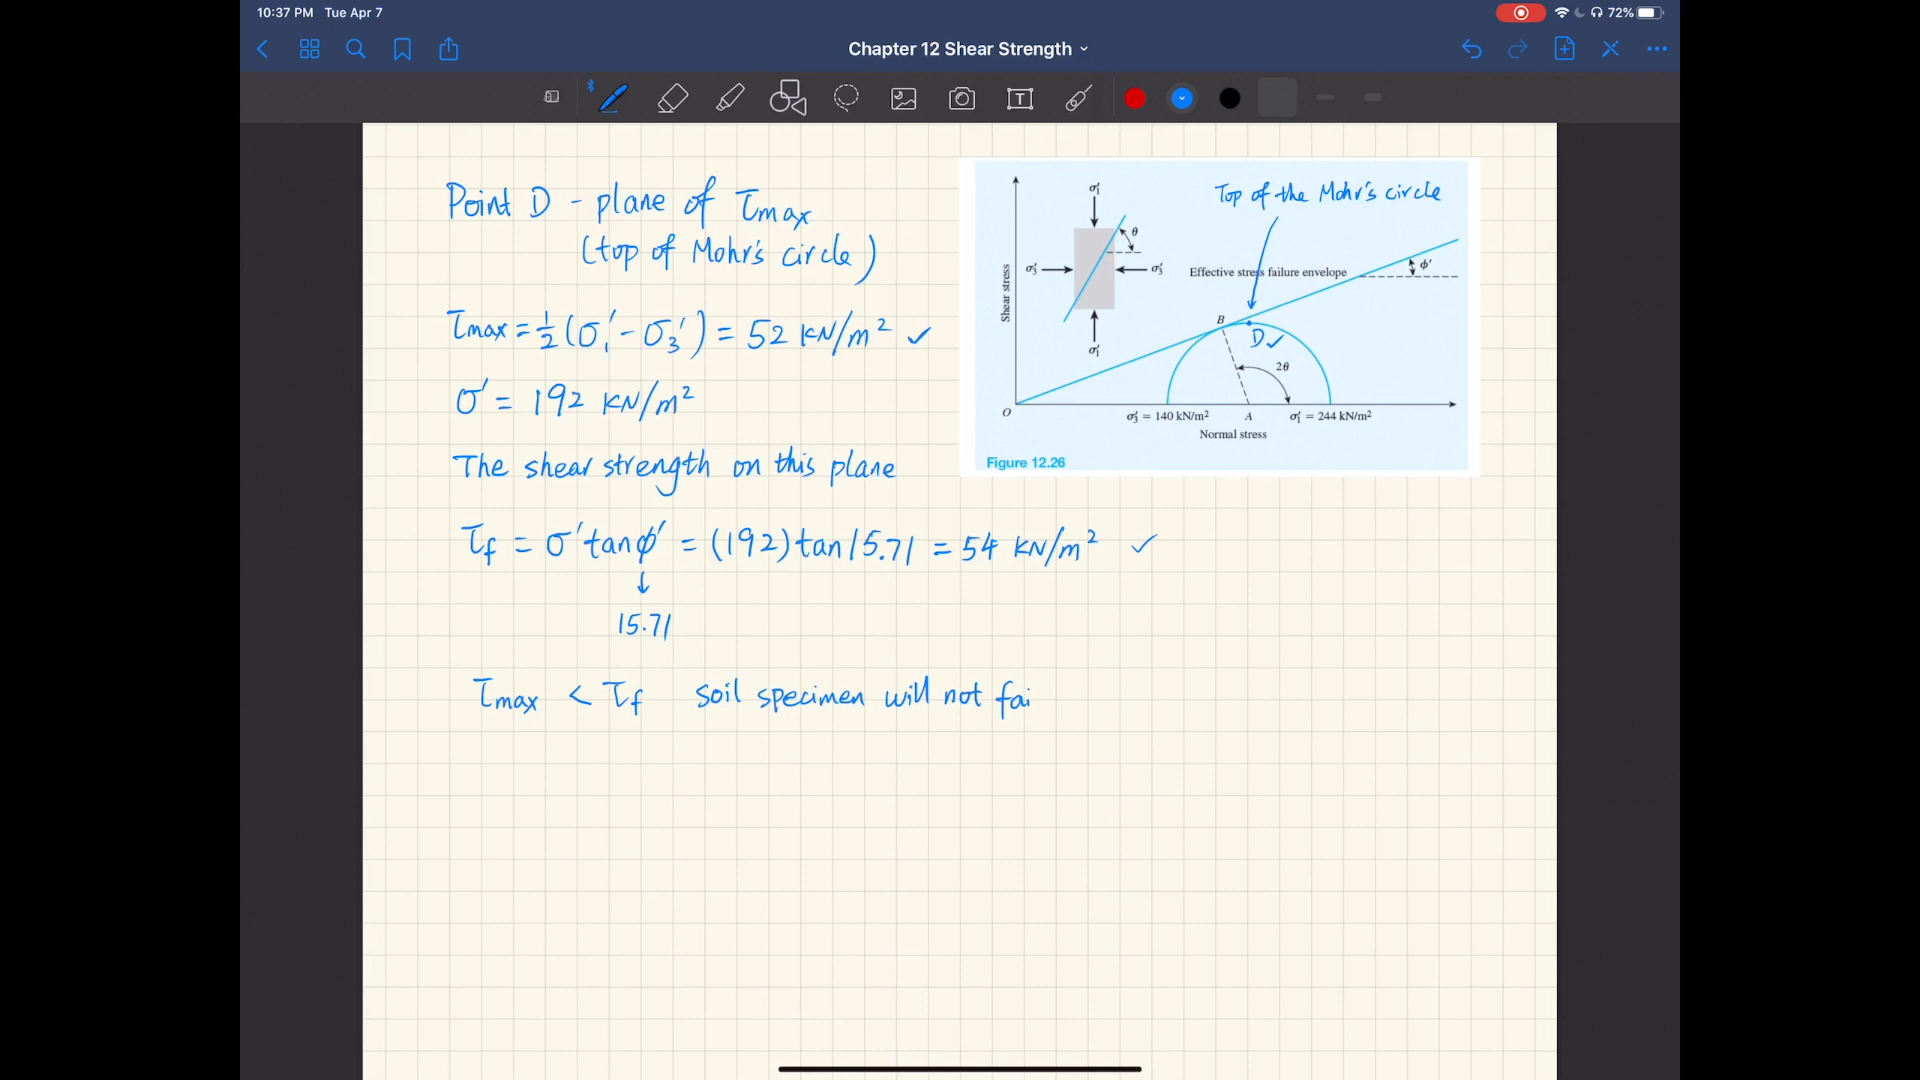 10:37 PM Tue Apr 7
72%
Chapter 12 Shear Strength
T
Point D - plane of τmax
(top of Mohr's circle)
τmax = 1/2 (σ1' - σ3') = 52 KN/m² ✓
σ' = 192 KN/m²
The shear strength on this plane
τf = σ' tanϕ' = (192) tan 15.71 = 54 KN/m² ✓
↓
15.71
τmax < τf soil specimen will not fai
Top of the Mohr's circle
σ1'
θ
σ3'
σ3'
σ1'
Effective stress failure envelope
ϕ'
Shear stress
B
D ✓
2θ
O
σ3' = 140 kN/m²
A
σ1' = 244 kN/m²
Normal stress
Figure 12.26